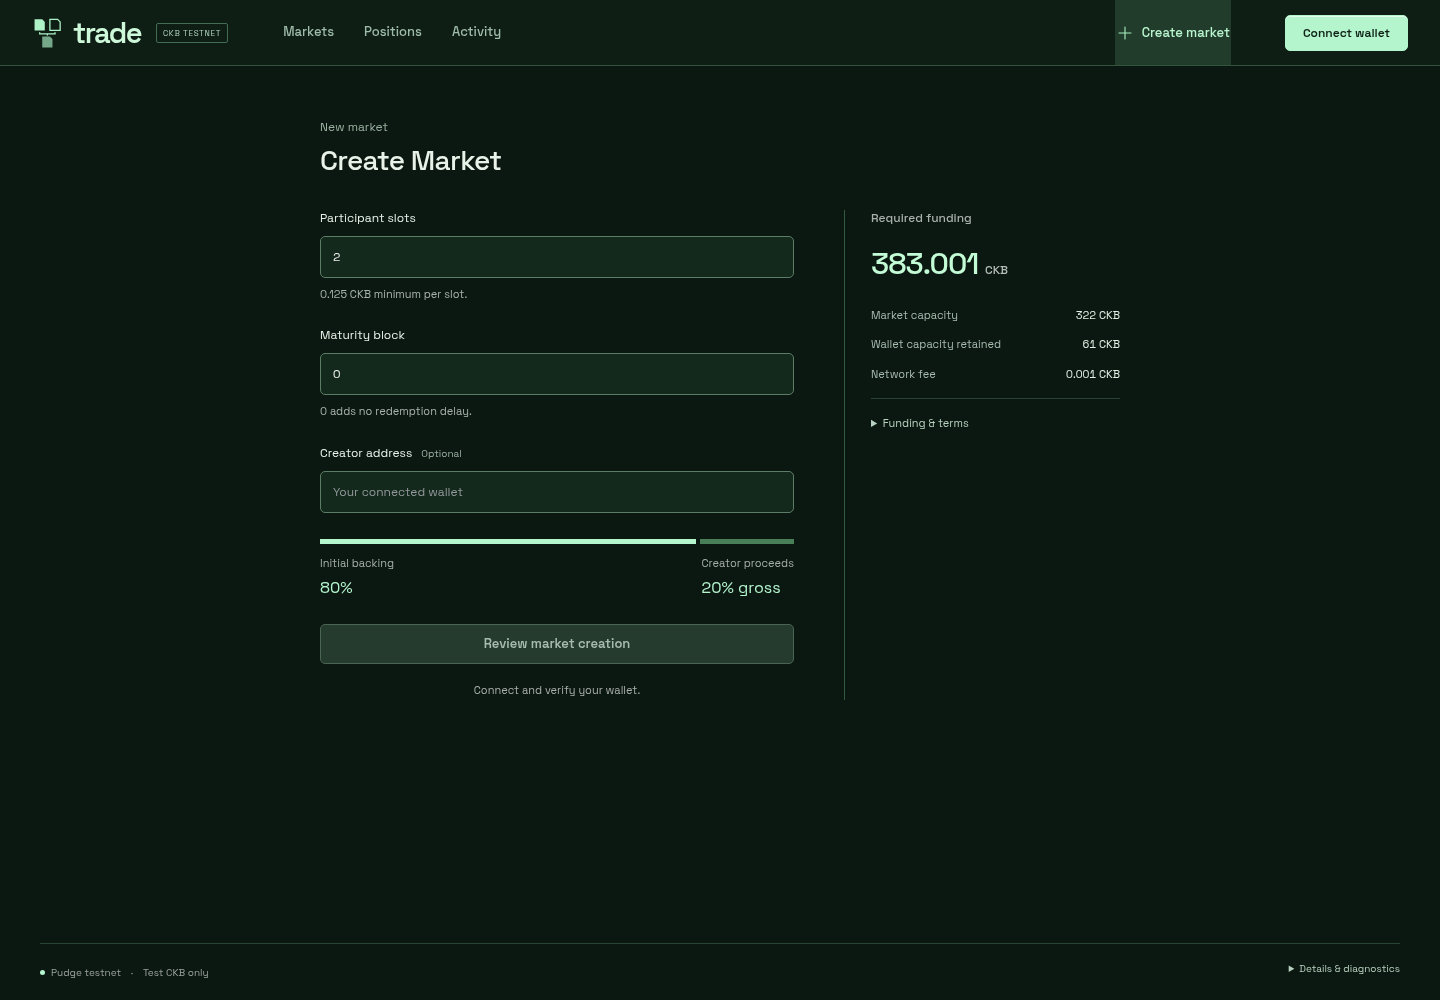 trade
CKB TESTNET
Markets
Positions
Activity
Create market
Connect wallet
New market
Create Market
Participant slots
2
0.125 CKB minimum per slot.
Maturity block
0
0 adds no redemption delay.
Creator address Optional
Your connected wallet
Initial backing
80%
Creator proceeds
20% gross
Review market creation
Connect and verify your wallet.
Required funding
383.001 CKB
Market capacity 322 CKB
Wallet capacity retained 61 CKB
Network fee 0.001 CKB
Funding & terms
Pudge testnet · Test CKB only
Details & diagnostics